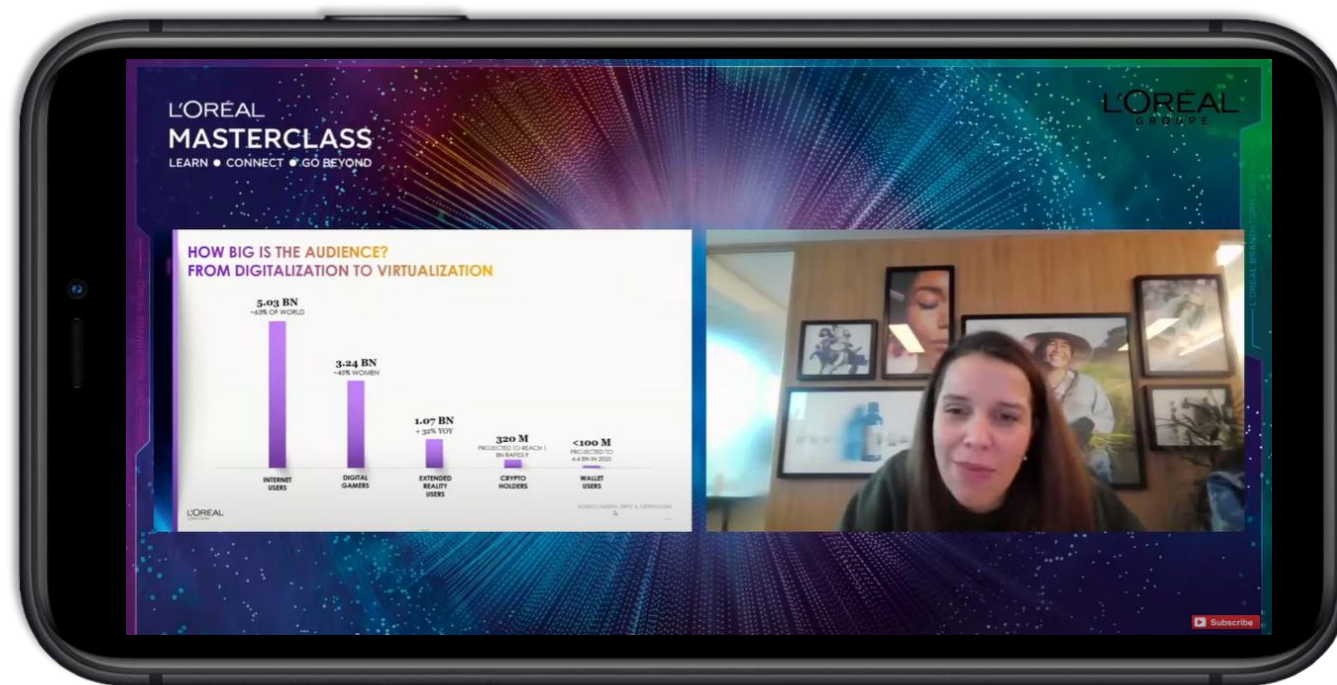 L'ORÉAL
MASTERCLASS
LEARN ● CONNECT ● GO BEYOND
L'ORÉAL
GROUPE
HOW BIG IS THE AUDIENCE?
FROM DIGITALIZATION TO VIRTUALIZATION
5.03 BN
~63% OF WORLD
3.24 BN
~45% WOMEN
1.07 BN
+ 32% YOY
320 M
PROJECTED TO REACH 1
BN RAPIDLY
<100 M
PROJECTED TO
4.4 BN IN 2025
INTERNET
USERS
DIGITAL
GAMERS
EXTENDED
REALITY
USERS
CRYPTO
HOLDERS
WALLET
USERS
L'ORÉAL
Subscribe